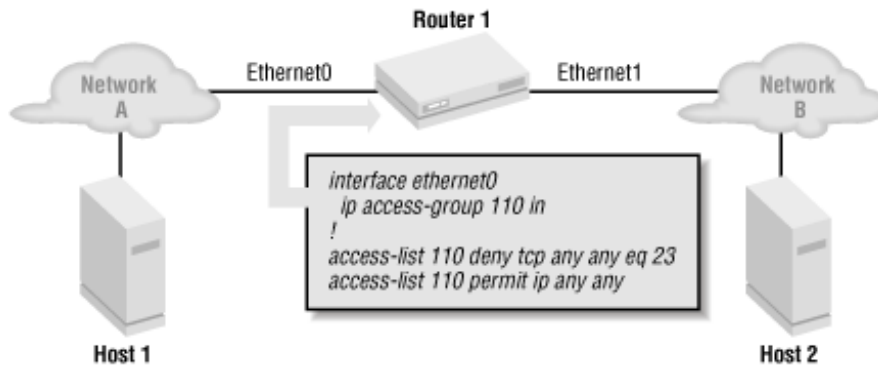 Router 1
Network
A
Ethernet0
Ethernet1
Network
B
interface ethernet0
ip access-group 110 in
!
access-list 110 deny tcp any any eq 23
access-list 110 permit ip any any
Host 1
Host 2